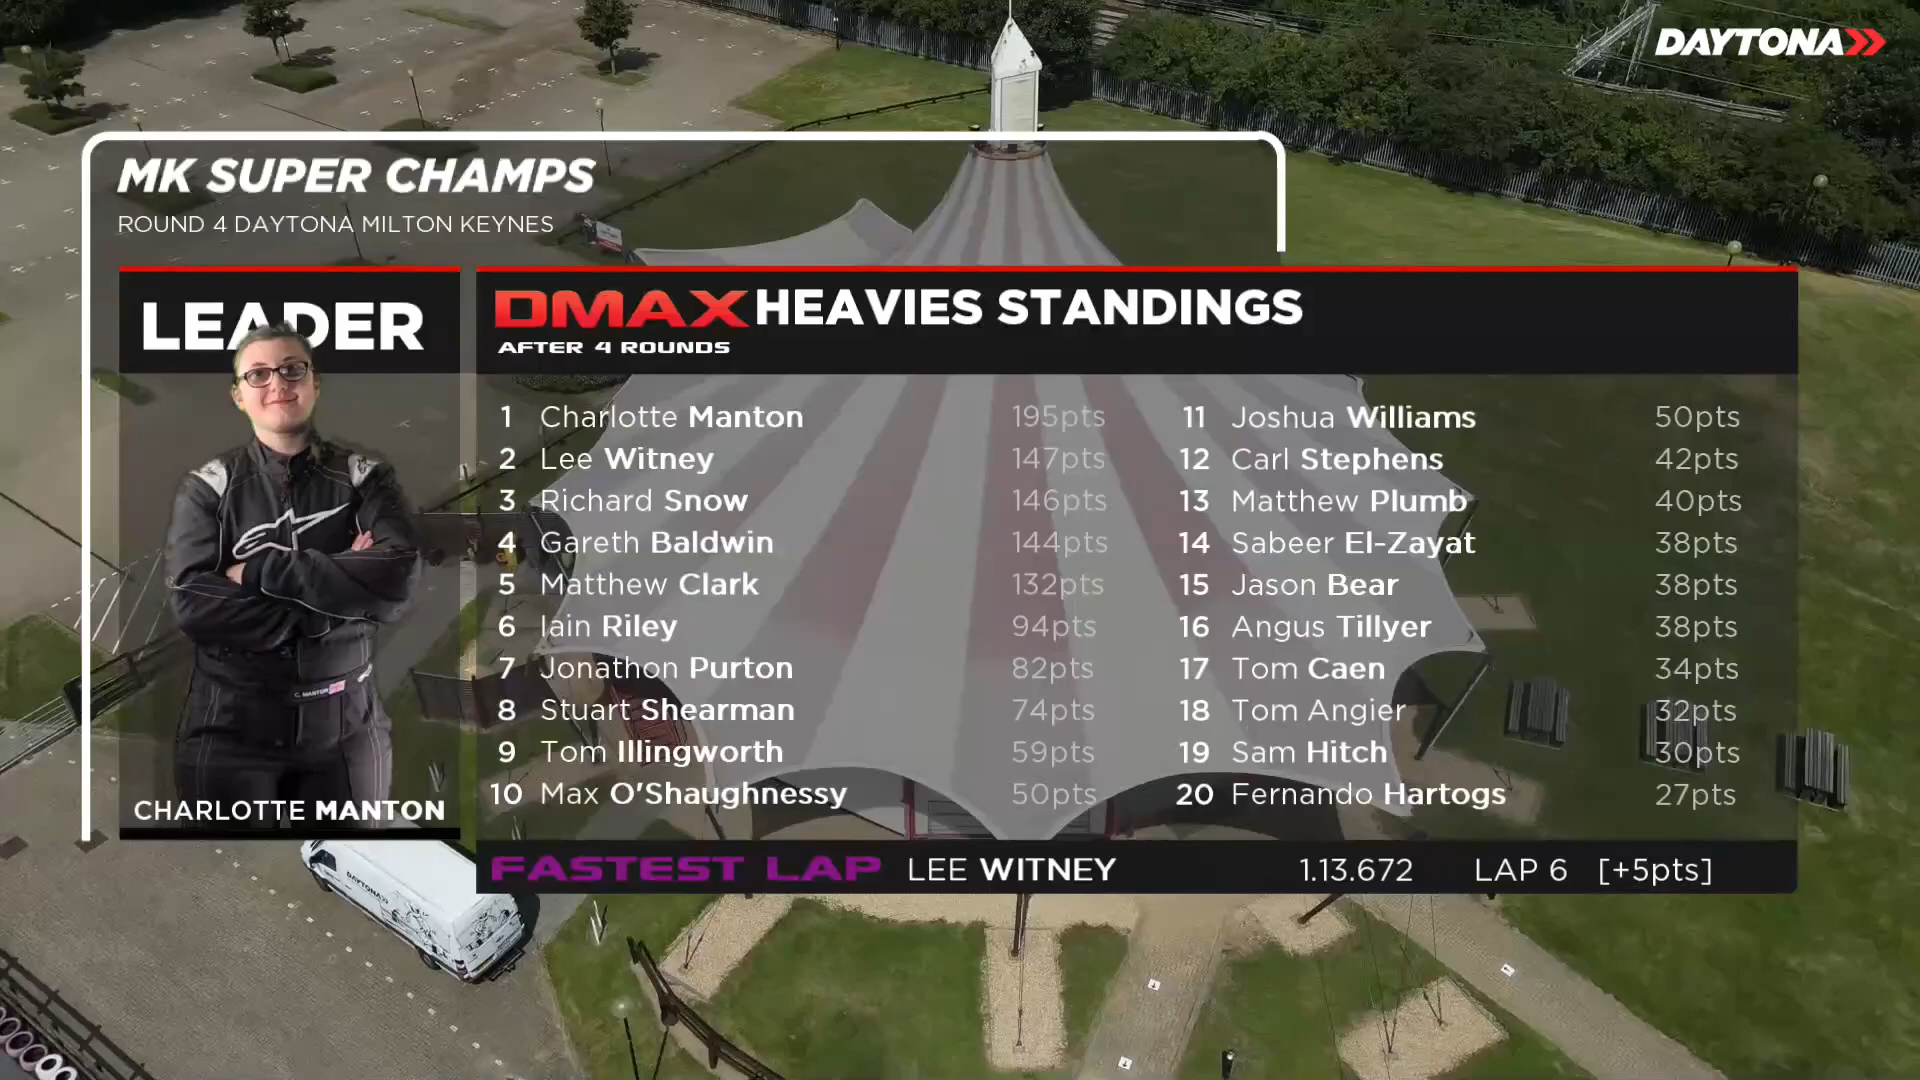 DAYTONA
MK SUPER CHAMPS
ROUND 4 DAYTONA MILTON KEYNES
LEADER
C. MANTON
CHARLOTTE MANTON
DMAX HEAVIES STANDINGS
AFTER 4 ROUNDS
1 Charlotte Manton 195pts
2 Lee Witney 147pts
3 Richard Snow 146pts
4 Gareth Baldwin 144pts
5 Matthew Clark 132pts
6 Iain Riley 94pts
7 Jonathon Purton 82pts
8 Stuart Shearman 74pts
9 Tom Illingworth 59pts
10 Max O'Shaughnessy 50pts
11 Joshua Williams 50pts
12 Carl Stephens 42pts
13 Matthew Plumb 40pts
14 Sabeer El-Zayat 38pts
15 Jason Bear 38pts
16 Angus Tillyer 38pts
17 Tom Caen 34pts
18 Tom Angier 32pts
19 Sam Hitch 30pts
20 Fernando Hartogs 27pts
FASTEST LAP LEE WITNEY 1.13.672 LAP 6 [+5pts]
DAYTONA